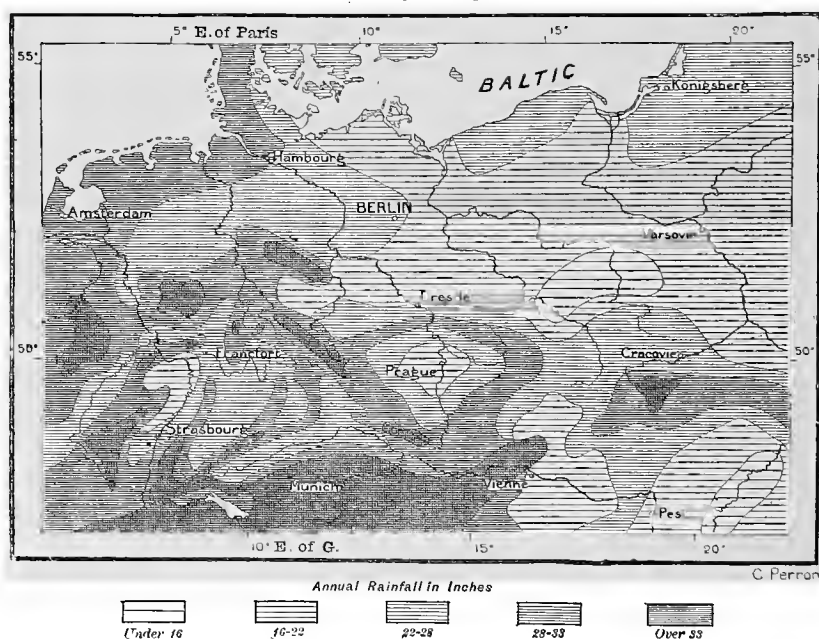 5° E. of Paris 10° 15° 20°
55° 55°
BALTIC
Königsberg
Hambourg
Amsterdam
BERLIN
Varsovie
50° 50°
Francfort
Cracovie
Prague
Strasbourg
Munich
Vienne
10° E. of G. 15° 20°
C. Perron
Annual Rainfall in Inches
Under 16 16-22 22-28 28-33 Over 33